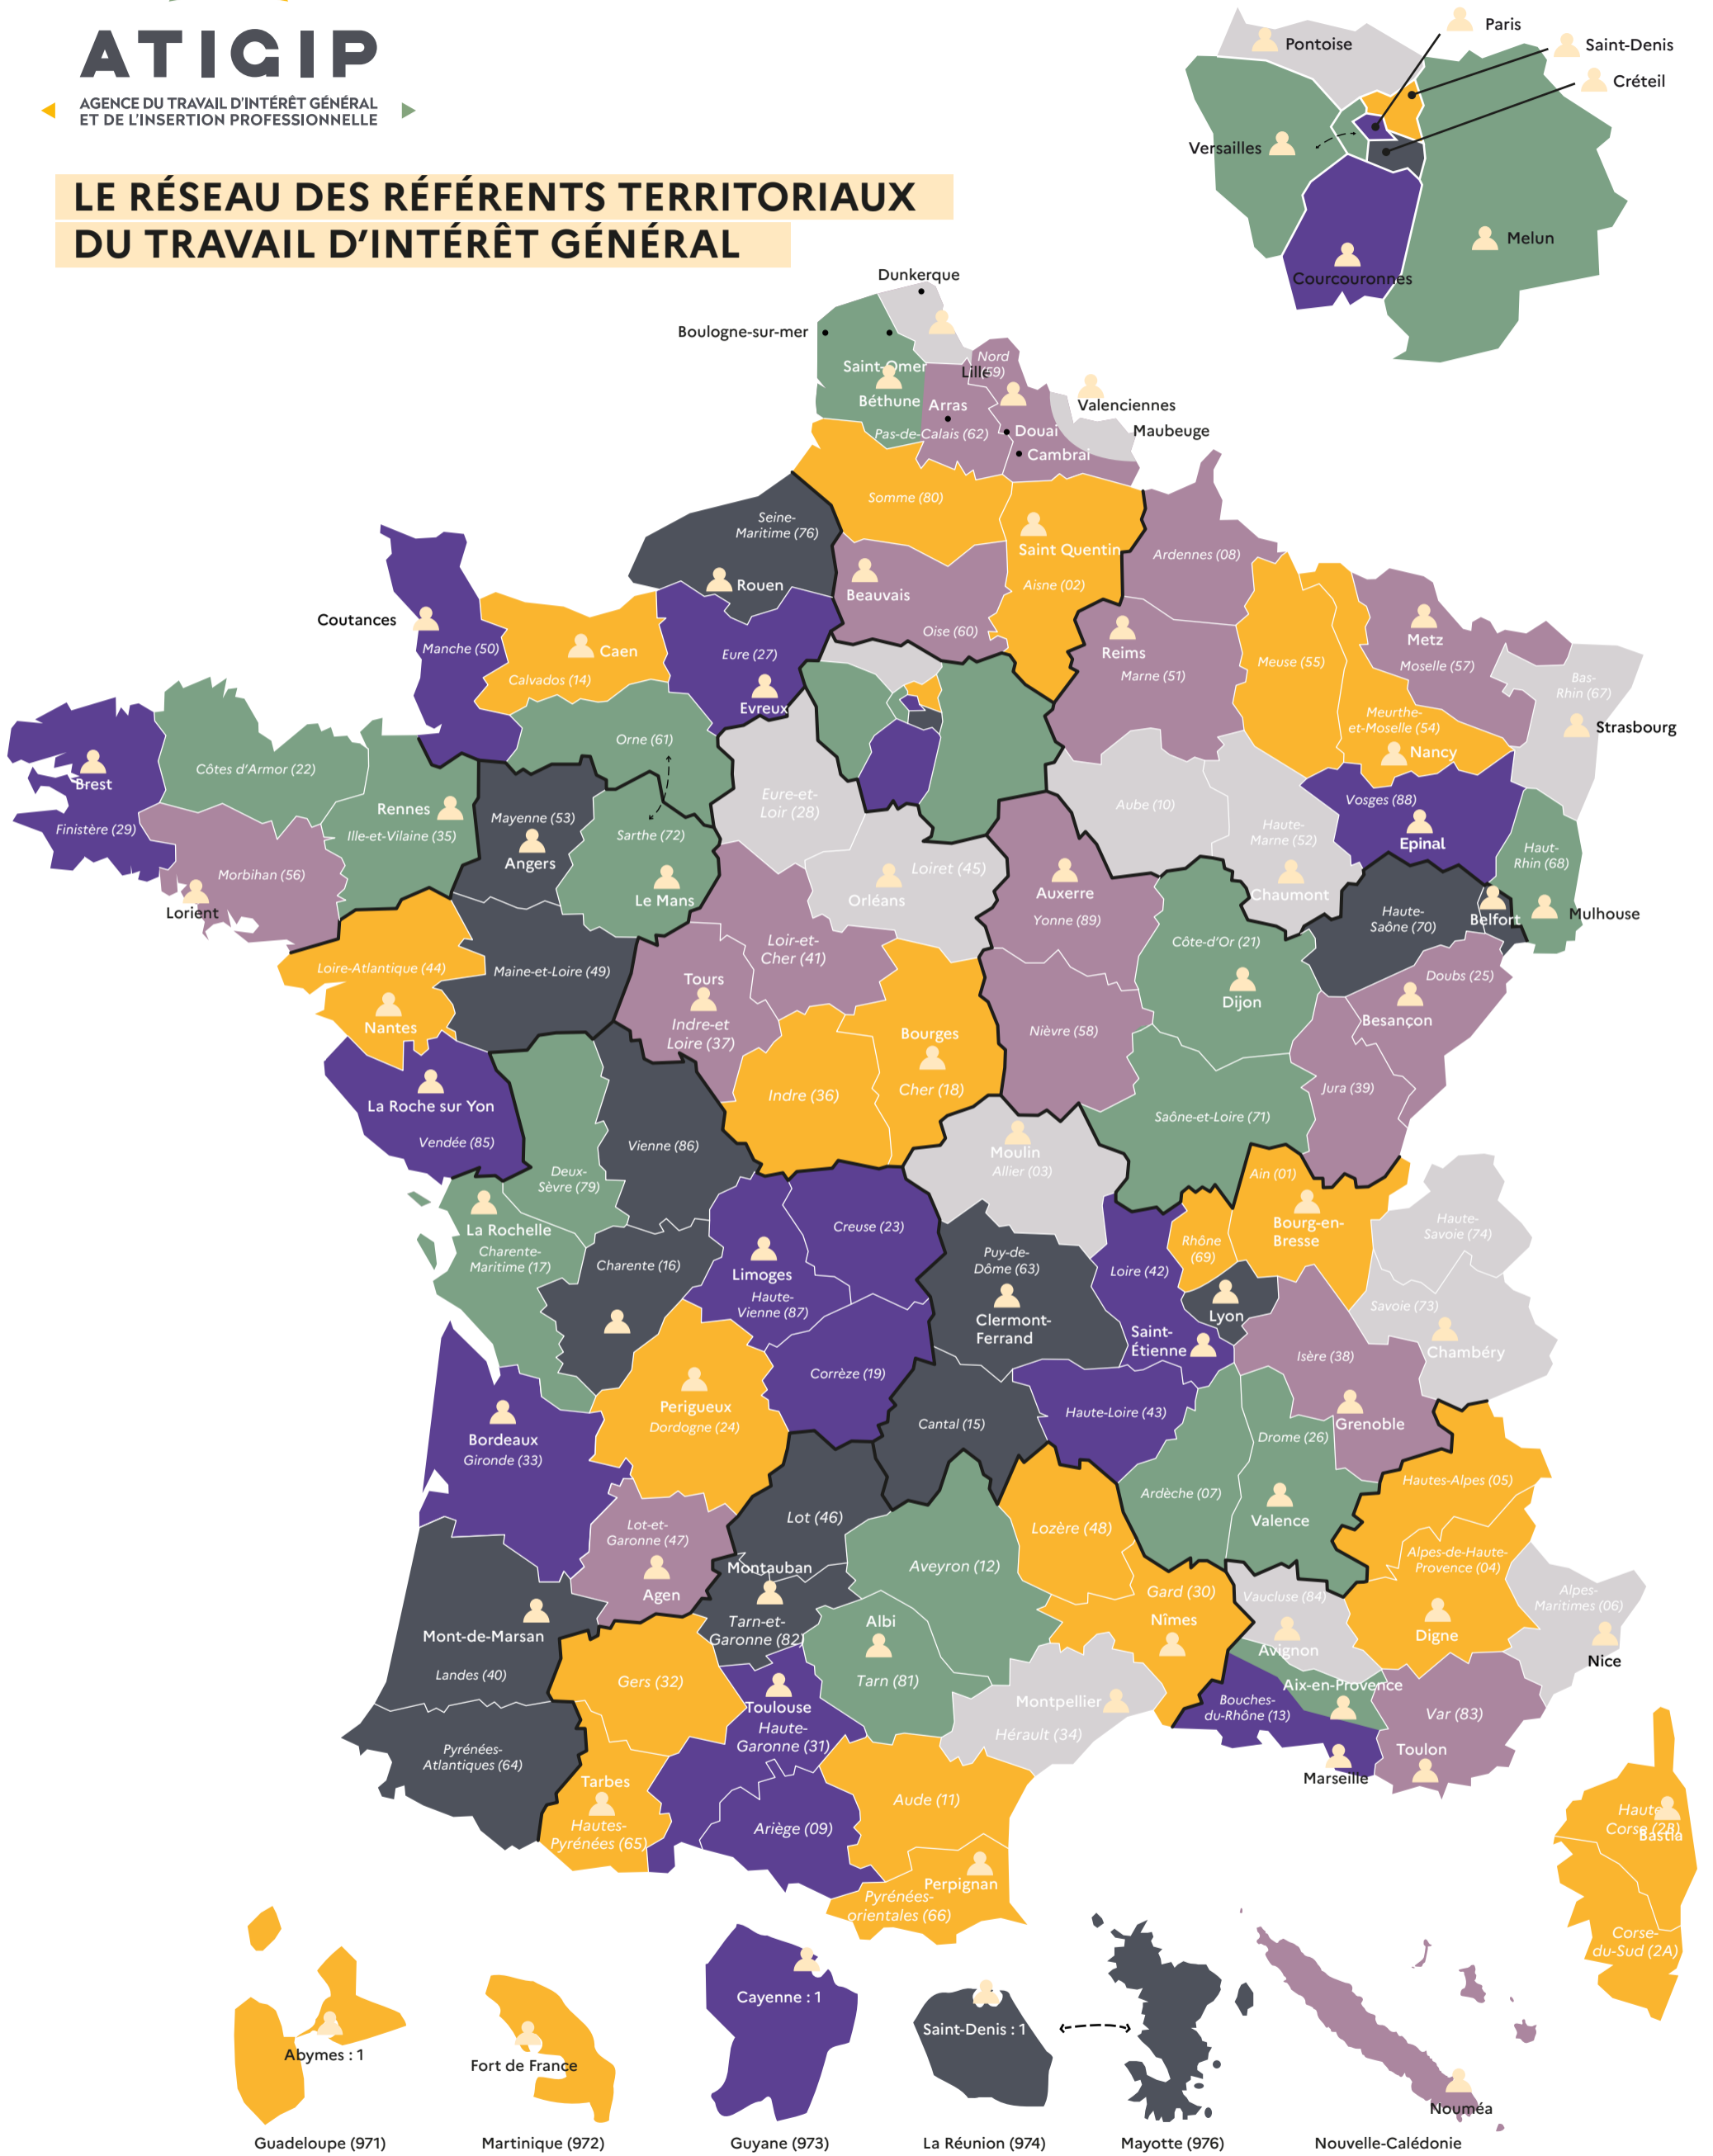 ATIGIP
AGENCE DU TRAVAIL D'INTÉRÊT GÉNÉRAL
ET DE L'INSERTION PROFESSIONNELLE
LE RÉSEAU DES RÉFÉRENTS TERRITORIAUX
DU TRAVAIL D'INTÉRÊT GÉNÉRAL
Paris
Pontoise
Saint-Denis
Créteil
Versailles
Melun
Courcouronnes
Dunkerque
Boulogne-sur-mer
Nord
(59)
Saint-Omer
Lille
Béthune
Arras
Valenciennes
Pas-de-Calais (62)
Douai
Maubeuge
Cambrai
Somme (80)
Seine-
Maritime (76)
Saint Quentin
Ardennes (08)
Rouen
Beauvais
Aisne (02)
Coutances
Manche (50)
Caen
Calvados (14)
Eure (27)
Evreux
Oise (60)
Reims
Marne (51)
Meuse (55)
Metz
Moselle (57)
Bas-
Rhin (67)
Meurthe-
et-Moselle (54)
Nancy
Strasbourg
Orne (61)
Côtes d'Armor (22)
Brest
Finistère (29)
Rennes
Ille-et-Vilaine (35)
Mayenne (53)
Angers
Sarthe (72)
Le Mans
Eure-et-
Loir (28)
Aube (10)
Haute-
Marne (52)
Chaumont
Vosges (88)
Epinal
Haut-
Rhin (68)
Morbihan (56)
Lorient
Loiret (45)
Orléans
Auxerre
Yonne (89)
Haute-
Saône (70)
Belfort
Mulhouse
Loire-Atlantique (44)
Nantes
Maine-et-Loire (49)
Loir-et-
Cher (41)
Tours
Indre-et
Loire (37)
Côte-d'Or (21)
Dijon
Doubs (25)
Besançon
Bourges
Cher (18)
Nièvre (58)
Indre (36)
Jura (39)
La Roche sur Yon
Vendée (85)
Vienne (86)
Deux-
Sèvre (79)
Saône-et-Loire (71)
Moulin
Allier (03)
Ain (01)
Bourg-en-
Bresse
La Rochelle
Charente-
Maritime (17)
Charente (16)
Limoges
Haute-
Vienne (87)
Creuse (23)
Puy-de-
Dôme (63)
Clermont-
Ferrand
Loire (42)
Rhône
(69)
Haute-
Savoie (74)
Savoie (73)
Chambéry
Lyon
Saint-
Étienne
Isère (38)
Grenoble
Corrèze (19)
Perigueux
Dordogne (24)
Bordeaux
Gironde (33)
Cantal (15)
Haute-Loire (43)
Drome (26)
Ardèche (07)
Valence
Hautes-Alpes (05)
Lot-et-
Garonne (47)
Agen
Lot (46)
Lozère (48)
Aveyron (12)
Alpes-de-Haute-
Provence (04)
Digne
Alpes-
Maritimes (06)
Nice
Montauban
Tarn-et-
Garonne (82)
Albi
Tarn (81)
Gard (30)
Nîmes
Vaucluse (84)
Avignon
Mont-de-Marsan
Landes (40)
Gers (32)
Toulouse
Haute-
Garonne (31)
Montpellier
Hérault (34)
Aix-en-Provence
Bouches-
du-Rhône (13)
Marseille
Var (83)
Toulon
Pyrénées-
Atlantiques (64)
Tarbes
Hautes-
Pyrénées (65)
Ariège (09)
Aude (11)
Perpignan
Pyrénées-
orientales (66)
Haute
Corse (2B)
Bastia
Corse-
du-Sud (2A)
Abymes : 1
Fort de France
Cayenne : 1
Saint-Denis : 1
Nouméa
Guadeloupe (971)
Martinique (972)
Guyane (973)
La Réunion (974)
Mayotte (976)
Nouvelle-Calédonie